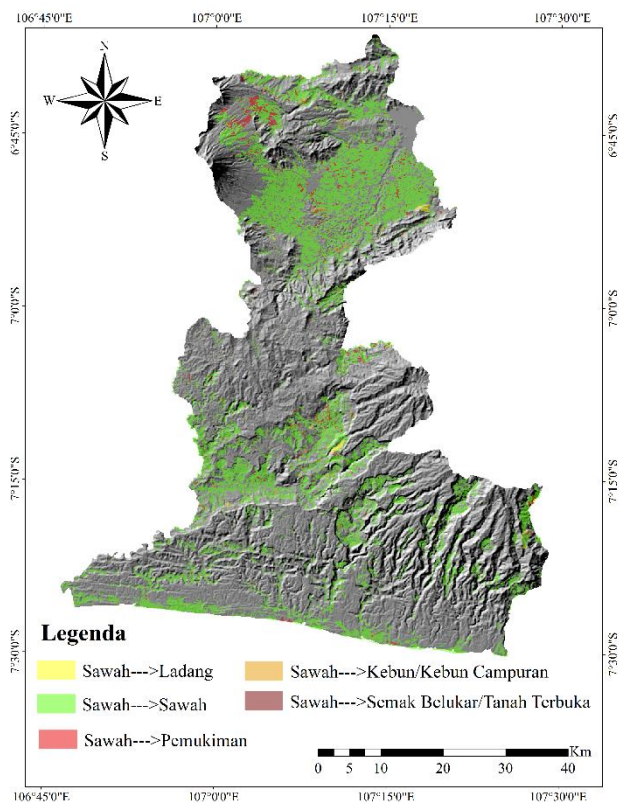 106°45'0"E 107°0'0"E 107°15'0"E 107°30'0"E
N
W E
S
6°45'0"S 6°45'0"S
7°0'0"S 7°0'0"S
7°15'0"S 7°15'0"S
7°30'0"S 7°30'0"S
Legenda
Sawah--->Ladang Sawah--->Kebun/Kebun Campuran
Sawah--->Sawah Sawah--->Semak Belukar/Tanah Terbuka
Sawah--->Pemukiman
Km
0 5 10 20 30 40
106°45'0"E 107°0'0"E 107°15'0"E 107°30'0"E